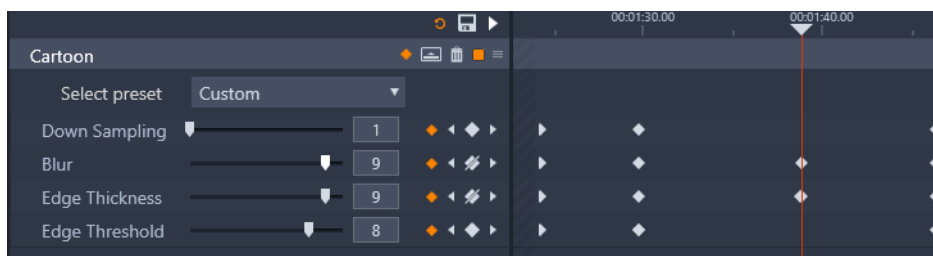 00:01:30.00 00:01:40.00
Cartoon
Select preset Custom
Down Sampling 1
Blur 9
Edge Thickness 9
Edge Threshold 8